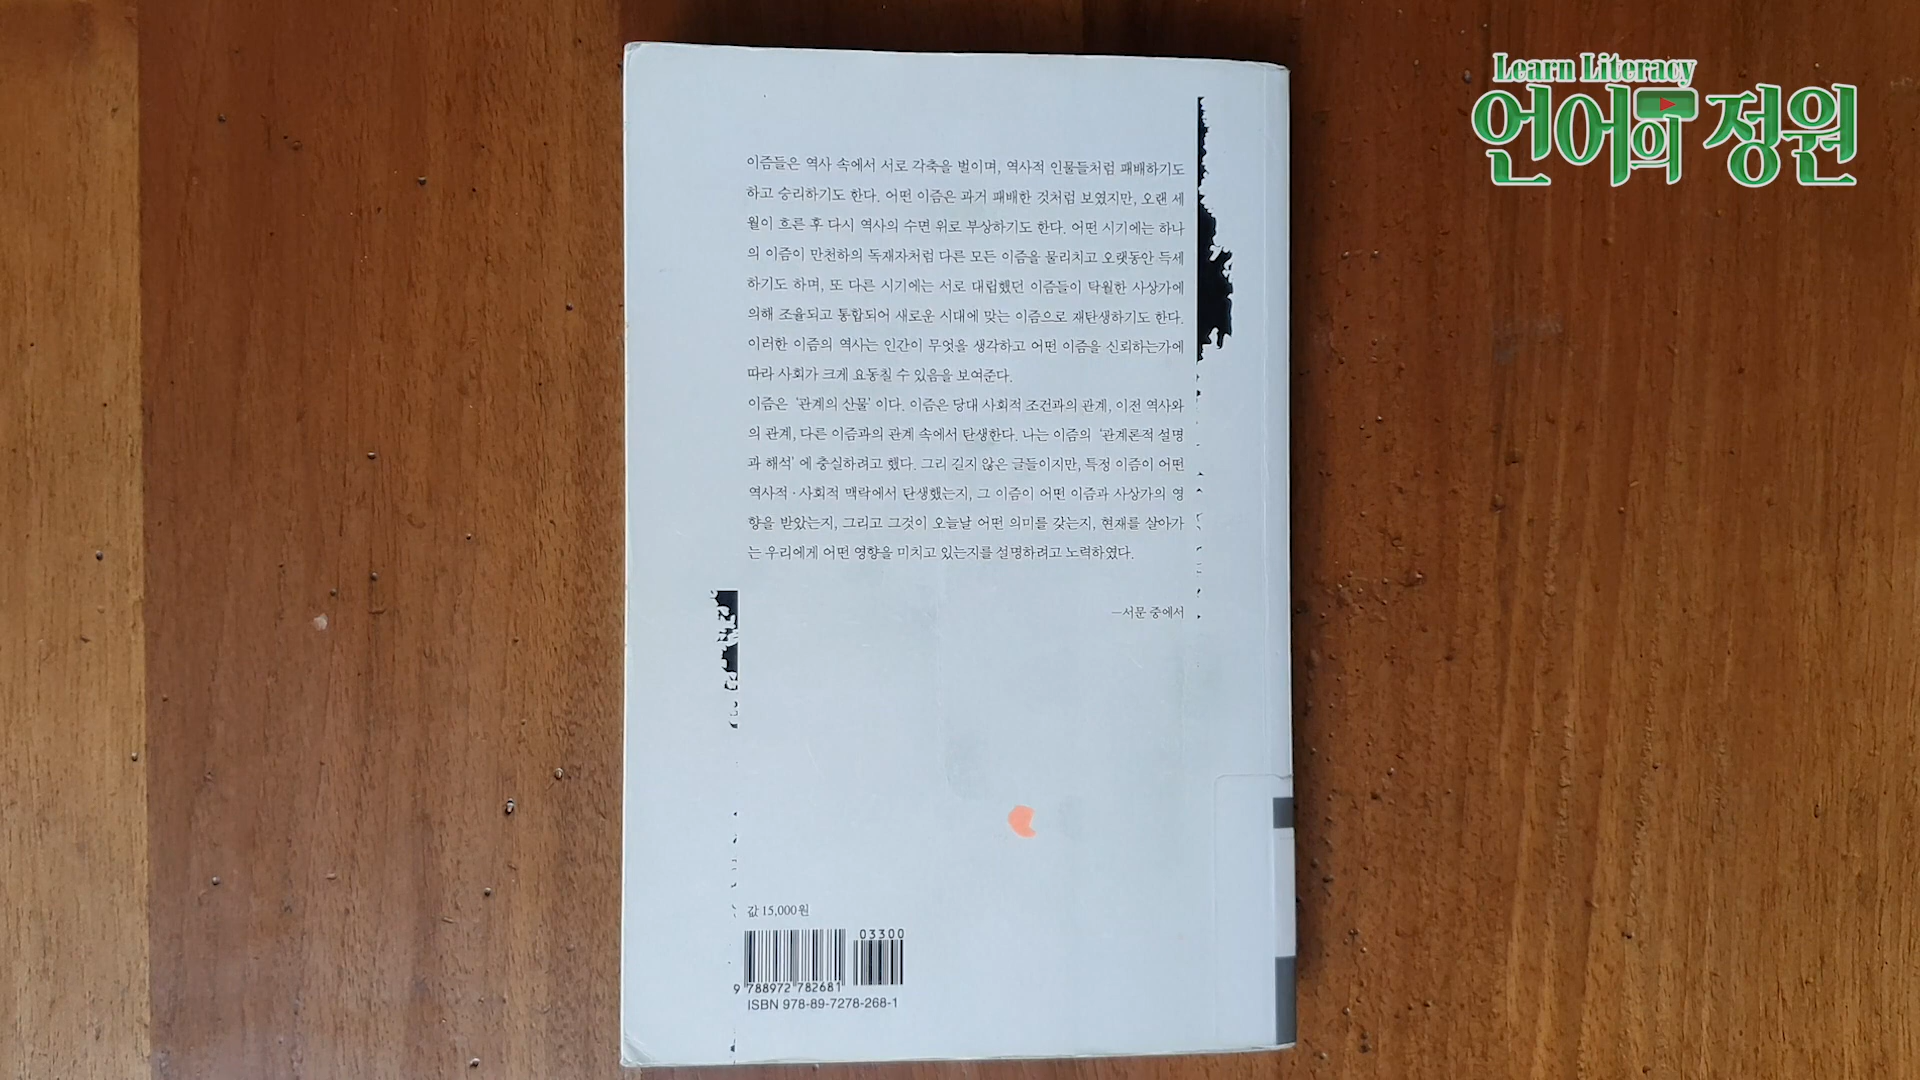 Learn Literacy
언어의 정원
이즘들은 역사 속에서 서로 각축을 벌이며, 역사적 인물들처럼 패배하기도
하고 승리하기도 한다. 어떤 이즘은 과거 패배한 것처럼 보였지만, 오랜 세
월이 흐른 후 다시 역사의 수면 위로 부상하기도 한다. 어떤 시기에는 하나
의 이즘이 만천하의 독재자처럼 다른 모든 이즘을 물리치고 오랫동안 득세
하기도 하며, 또 다른 시기에는 서로 대립했던 이즘들이 탁월한 사상가에
의해 조율되고 통합되어 새로운 시대에 맞는 이즘으로 재탄생하기도 한다.
이러한 이즘의 역사는 인간이 무엇을 생각하고 어떤 이즘을 신뢰하는가에
따라 사회가 크게 요동칠 수 있음을 보여준다.
이즘은 ‘관계의 산물’이다. 이즘은 당대 사회적 조건과의 관계, 이전 역사와
의 관계, 다른 이즘과의 관계 속에서 탄생한다. 나는 이즘의 ‘관계론적 설명
과 해석’에 충실하려고 했다. 그리 길지 않은 글들이지만, 특정 이즘이 어떤
역사적·사회적 맥락에서 탄생했는지, 그 이즘이 어떤 이즘과 사상가의 영
향을 받았는지, 그리고 그것이 오늘날 어떤 의미를 갖는지, 현재를 살아가
는 우리에게 어떤 영향을 미치고 있는지를 설명하려고 노력하였다.
—서문 중에서
값 15,000원
03300
9 788972 782681
ISBN 978-89-7278-268-1